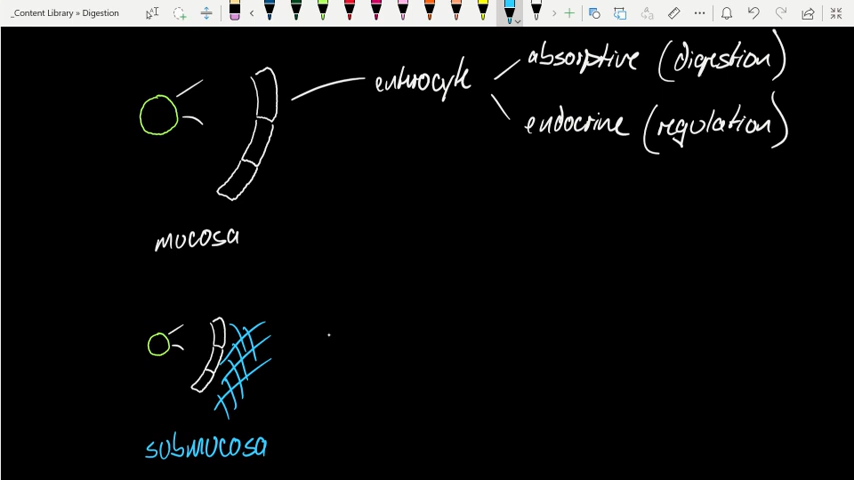 _Content Library » Digestion
absorptive (digestion)
enterocyte
endocrine (regulation)
mucosa
submucosa